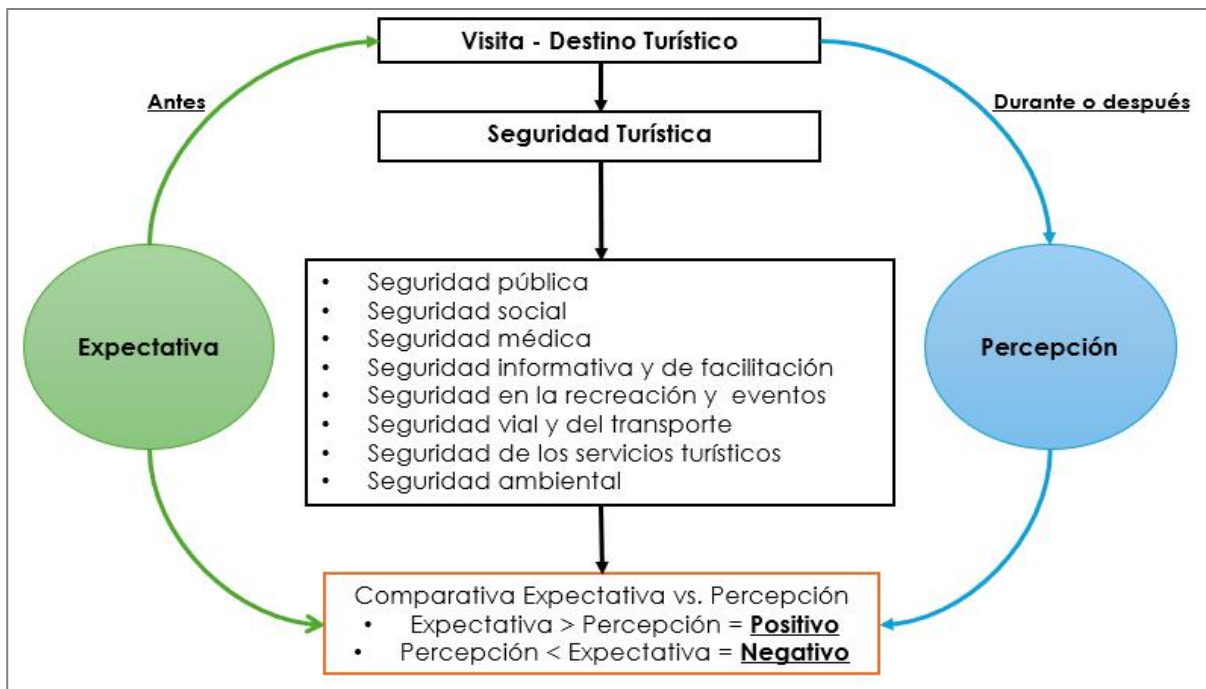 Visita - Destino Turístico
Antes
Durante o después
Seguridad Turística
• Seguridad pública
• Seguridad social
• Seguridad médica
• Seguridad informativa y de facilitación
• Seguridad en la recreación y eventos
• Seguridad vial y del transporte
• Seguridad de los servicios turísticos
• Seguridad ambiental
Expectativa
Percepción
Comparativa Expectativa vs. Percepción
• Expectativa > Percepción = Positivo
• Percepción < Expectativa = Negativo